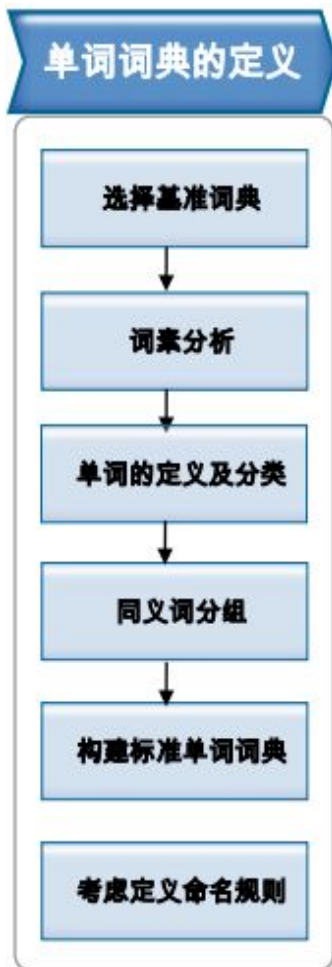 单词词典的定义
选择基准词典
词素分析
单词的定义及分类
同义词分组
构建标准单词词典
考虑定义命名规则